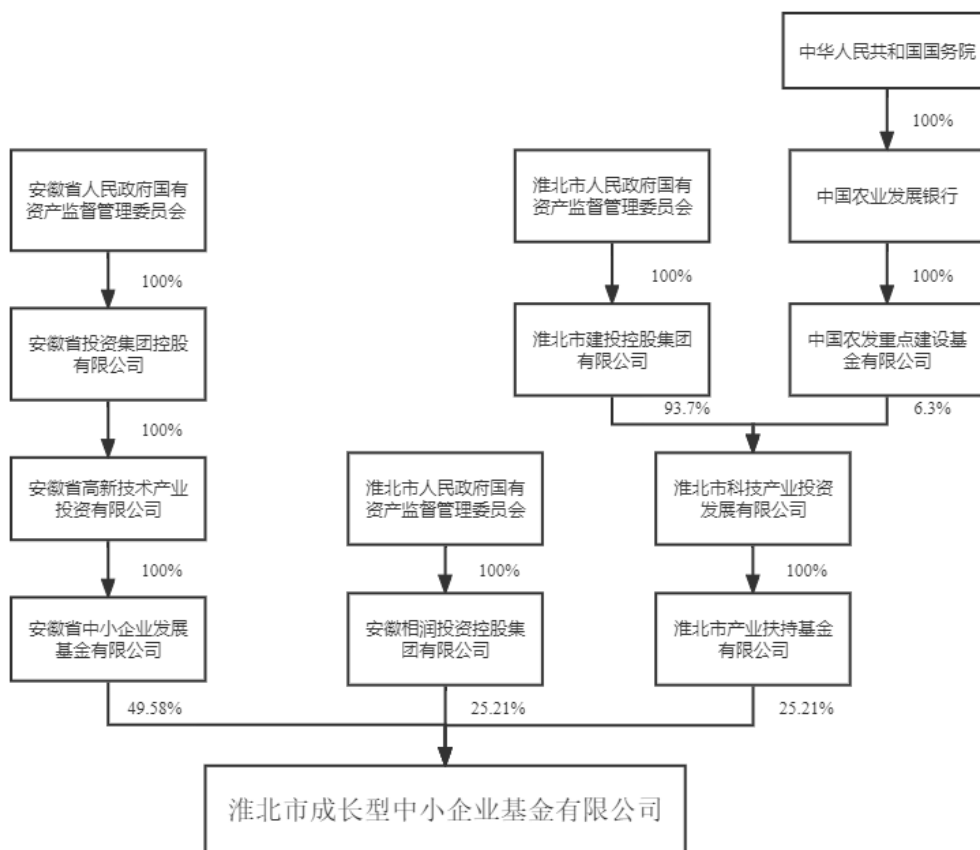 中华人民共和国国务院
100%
安徽省人民政府国有
资产监督管理委员会
淮北市人民政府国有
资产监督管理委员会
中国农业发展银行
100%
100%
100%
安徽省投资集团控股
有限公司
淮北市建投控股集团
有限公司
中国农发重点建设基
金有限公司
93.7%
6.3%
100%
安徽省高新技术产业
投资有限公司
淮北市人民政府国有
资产监督管理委员会
淮北市科技产业投资
发展有限公司
100%
100%
100%
安徽省中小企业发展
基金有限公司
安徽相润投资控股集
团有限公司
淮北市产业扶持基金
有限公司
49.58%
25.21%
25.21%
淮北市成长型中小企业基金有限公司